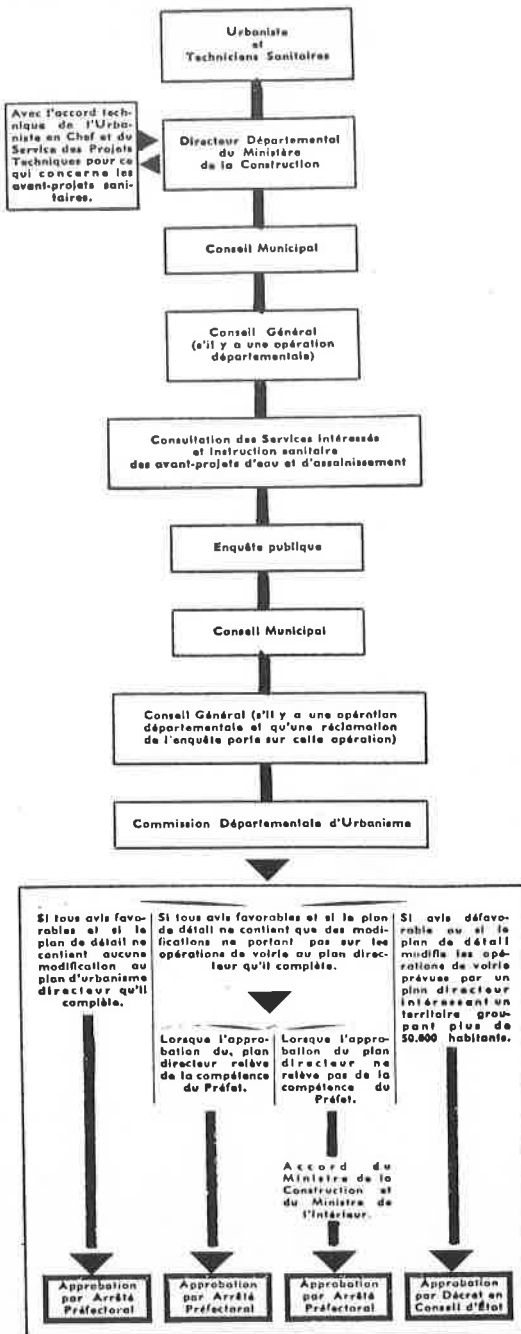 Urbaniste
et
Techniciens Sanitaires
Avec l'accord tech-
nique de l'Urba-
niste en Chef et du
Service des Projets
Techniques pour ce
qui concerne les
avant-projets sani-
taires.
Directeur Départemental
du Ministère
de la Construction
Conseil Municipal
Conseil Général
(s'il y a une opération
départementale)
Consultation des Services intéressés
et Instruction sanitaire
des avant-projets d'eau et d'assainissement
Enquête publique
Conseil Municipal
Conseil Général (s'il y a une opération
départementale et qu'une réclamation
de l'enquête porte sur cette opération)
Commission Départementale d'Urbanisme
Si tous avis favo-
rables et si le
plan de détail ne
contient aucune
modification au
plan d'urbanisme
directeur qu'il
complète.
Si tous avis favorables et si le plan
de détail ne contient que des modi-
fications ne portant pas sur les
opérations de voirie au plan direc-
teur qu'il complète.
Si avis défavo-
rable ou si le
plan de détail
modifie les opé-
rations de voirie
prévues par un
plan directeur
intéressant un
territoire grou-
pant plus de
50.000 habitants.
Lorsque l'appro-
bation du, plan
directeur relève
de la compétence
du Préfet.
Lorsque l'appro-
bation du plan
directeur ne
relève pas de la
compétence du
Préfet.
Accord du
Ministre de la
Construction et
du Ministre de
l'Intérieur.
Approbation
par Arrêté
Préfectoral
Approbation
par Arrêté
Préfectoral
Approbation
par Arrêté
Préfectoral
Approbation
par Décret en
Conseil d'État